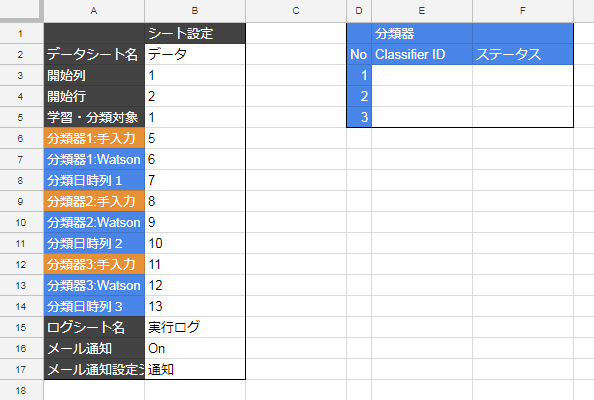 A B C D E F
1 シート設定 分類器
2 データシート名 データ No Classifier ID ステータス
3 開始列 1 1
4 開始行 2 2
5 学習・分類対象 1 3
6 分類器1:手入力 5
7 分類器1:Watson 6
8 分類日時列１ 7
9 分類器2:手入力 8
10 分類器2:Watson 9
11 分類日時列２ 10
12 分類器3:手入力 11
13 分類器3:Watson 12
14 分類日時列３ 13
15 ログシート名 実行ログ
16 メール通知 On
17 メール通知設定 通知
18